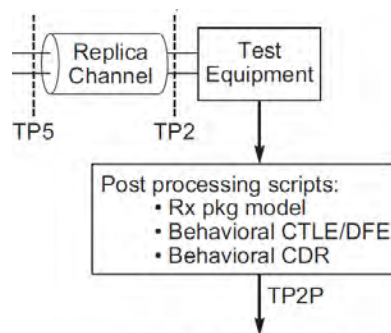 Replica
Channel
Test
Equipment
TP5
TP2
Post processing scripts:
• Rx pkg model
• Behavioral CTLE/DFE
• Behavioral CDR
TP2P